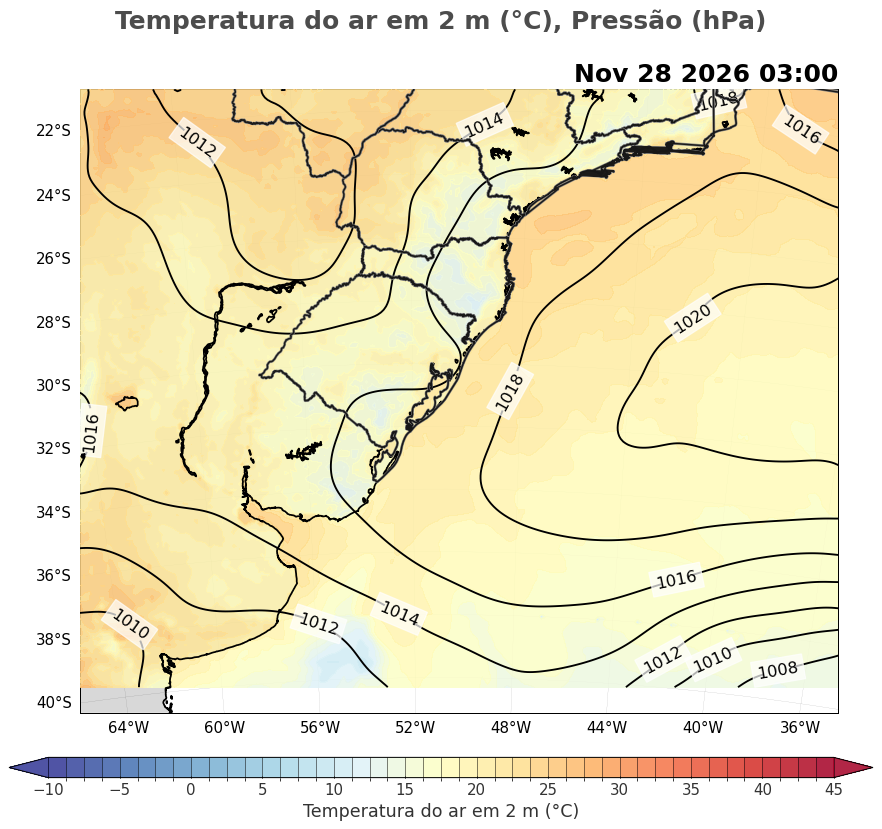 Temperatura do ar em 2 m (°C), Pressão (hPa)
Nov 28 2026 03:00
1018
1014
1016
1012
22°S
24°S
26°S
28°S
30°S
32°S
34°S
36°S
38°S
40°S
1020
1018
1016
1016
1014
1012
1010
1012
1010
1008
64°W 60°W 56°W 52°W 48°W 44°W 40°W 36°W
−10 −5 0 5 10 15 20 25 30 35 40 45
Temperatura do ar em 2 m (°C)